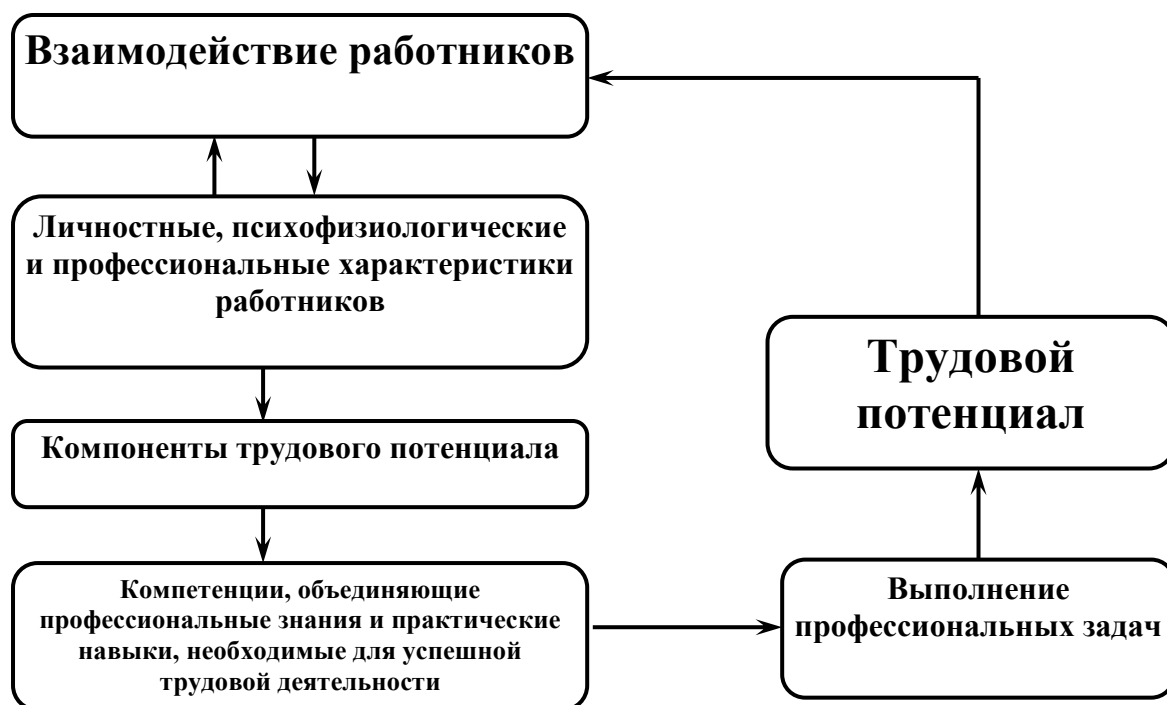 Взаимодействие работников
Личностные, психофизиологические
и профессиональные характеристики
работников
Компоненты трудового потенциала
Компетенции, объединяющие
профессиональные знания и практические
навыки, необходимые для успешной
трудовой деятельности
Трудовой
потенциал
Выполнение
профессиональных задач